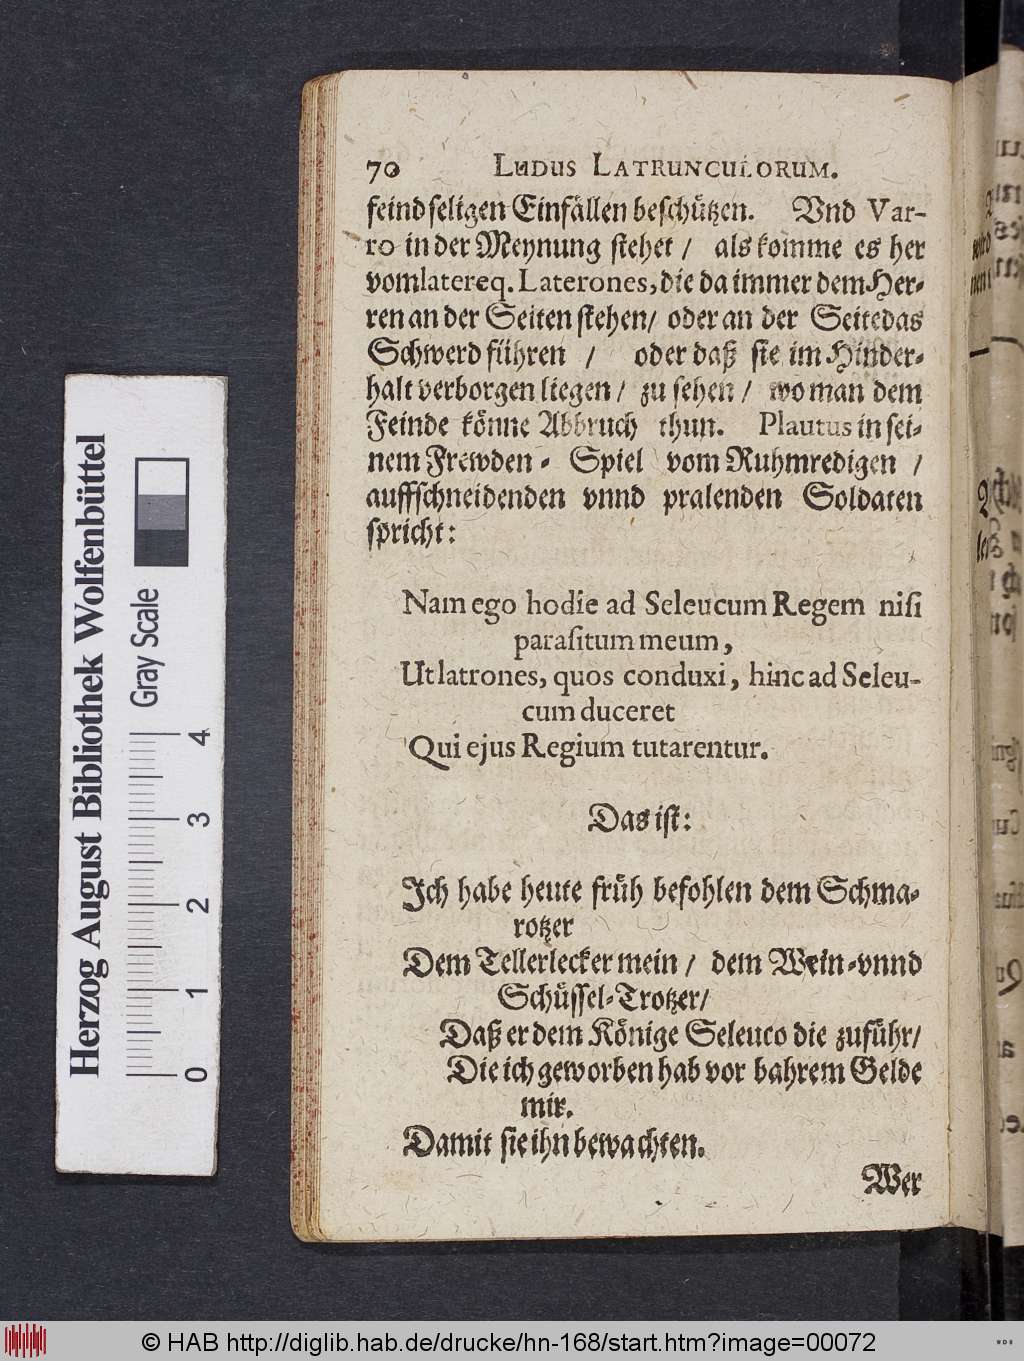 70 LUDUS LATRUNCULORUM.
feindseligen Einfällen beschützen. Vnd Var-
ro in der Meynung stehet / als komme es her
vom latere q. Laterones, die da immer dem Her-
ren an der Seiten stehen/ oder an der Seite das
Schwerd führen / oder daß sie im Hinder-
halt verborgen liegen / zu sehen / wo man dem
Feinde könne Abbruch thun. Plautus in sei-
nem Frewden - Spiel vom Ruhmredigen /
auffschneidenden vnnd pralenden Soldaten
spricht:
Nam ego hodie ad Seleucum Regem nisi
parasitum meum,
Ut latrones, quos conduxi, hinc ad Seleu-
cum duceret
Qui ejus Regium tutarentur.
Das ist:
Ich habe heute früh befohlen dem Schma-
rotzer
Dem Tellerlecker mein / dem Wein-vnnd
Schüssel-Trotzer/
Daß er dem Könige Seleuco die zuführ/
Die ich geworben hab vor bahrem Gelde
mir.
Damit sie ihn bewachten.
Wer
Herzog August Bibliothek Wolfenbüttel
Gray Scale
0 1 2 3 4
© HAB http://diglib.hab.de/drucke/hn-168/start.htm?image=00072